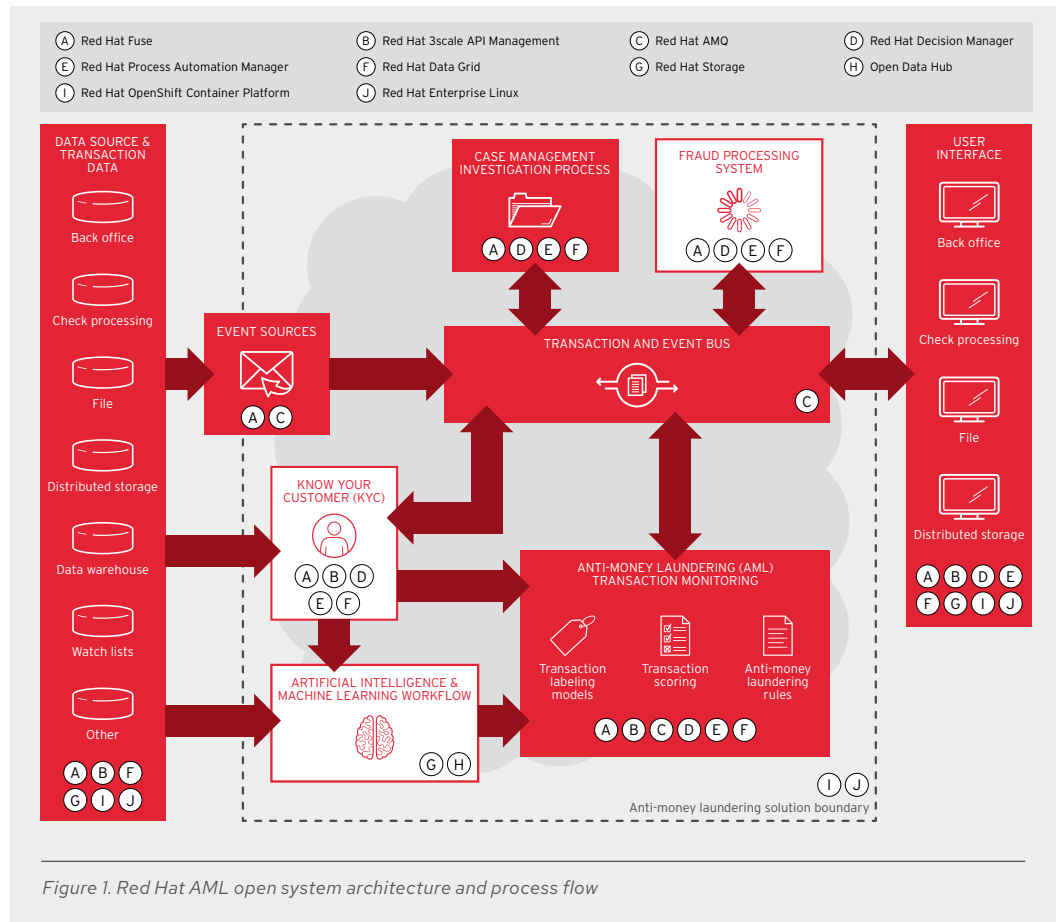 A Red Hat Fuse
B Red Hat 3scale API Management
C Red Hat AMQ
D Red Hat Decision Manager
E Red Hat Process Automation Manager
F Red Hat Data Grid
G Red Hat Storage
H Open Data Hub
I Red Hat OpenShift Container Platform
J Red Hat Enterprise Linux
DATA SOURCE &
TRANSACTION
DATA
Back office
Check processing
File
Distributed storage
Data warehouse
Watch lists
Other
A B F
G I J
EVENT SOURCES
A C
CASE MANAGEMENT
INVESTIGATION PROCESS
A D E F
FRAUD PROCESSING
SYSTEM
A D E F
TRANSACTION AND EVENT BUS
C
KNOW YOUR
CUSTOMER (KYC)
A B D
E F
ARTIFICIAL INTELLIGENCE &
MACHINE LEARNING WORKFLOW
G H
ANTI-MONEY LAUNDERING (AML)
TRANSACTION MONITORING
Transaction
labeling
models
Transaction
scoring
Anti-money
laundering
rules
A B C D E F
I J
Anti-money laundering solution boundary
USER
INTERFACE
Back office
Check processing
File
Distributed storage
A B D E
F G I J
Figure 1. Red Hat AML open system architecture and process flow